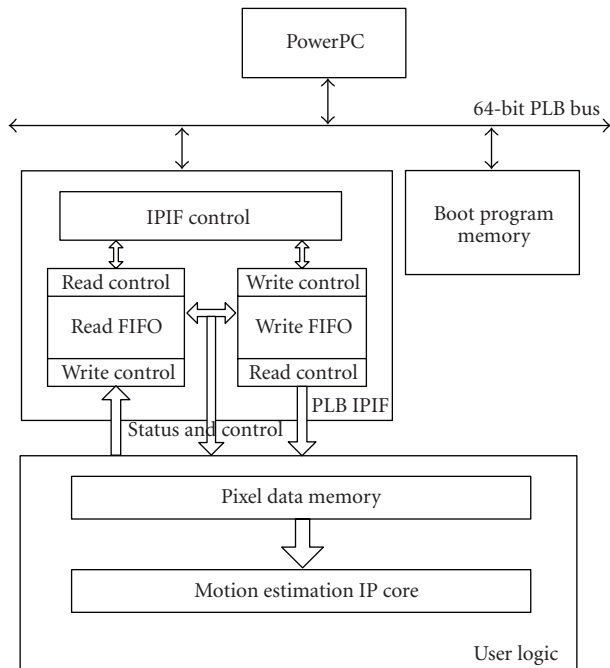 PowerPC
64-bit PLB bus
IPIF control
Boot program
memory
Read control
Write control
Read FIFO
Write FIFO
Write control
Read control
PLB IPIF
Status and control
Pixel data memory
Motion estimation IP core
User logic